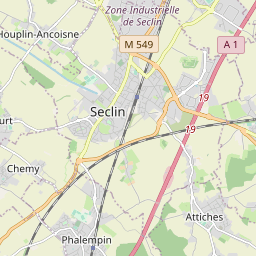 Zone Industrielle
de Seclin
Houplin-Ancoisne
M 549
A 1
19
Seclin
19
urt
Chemy
Attiches
Phalempin